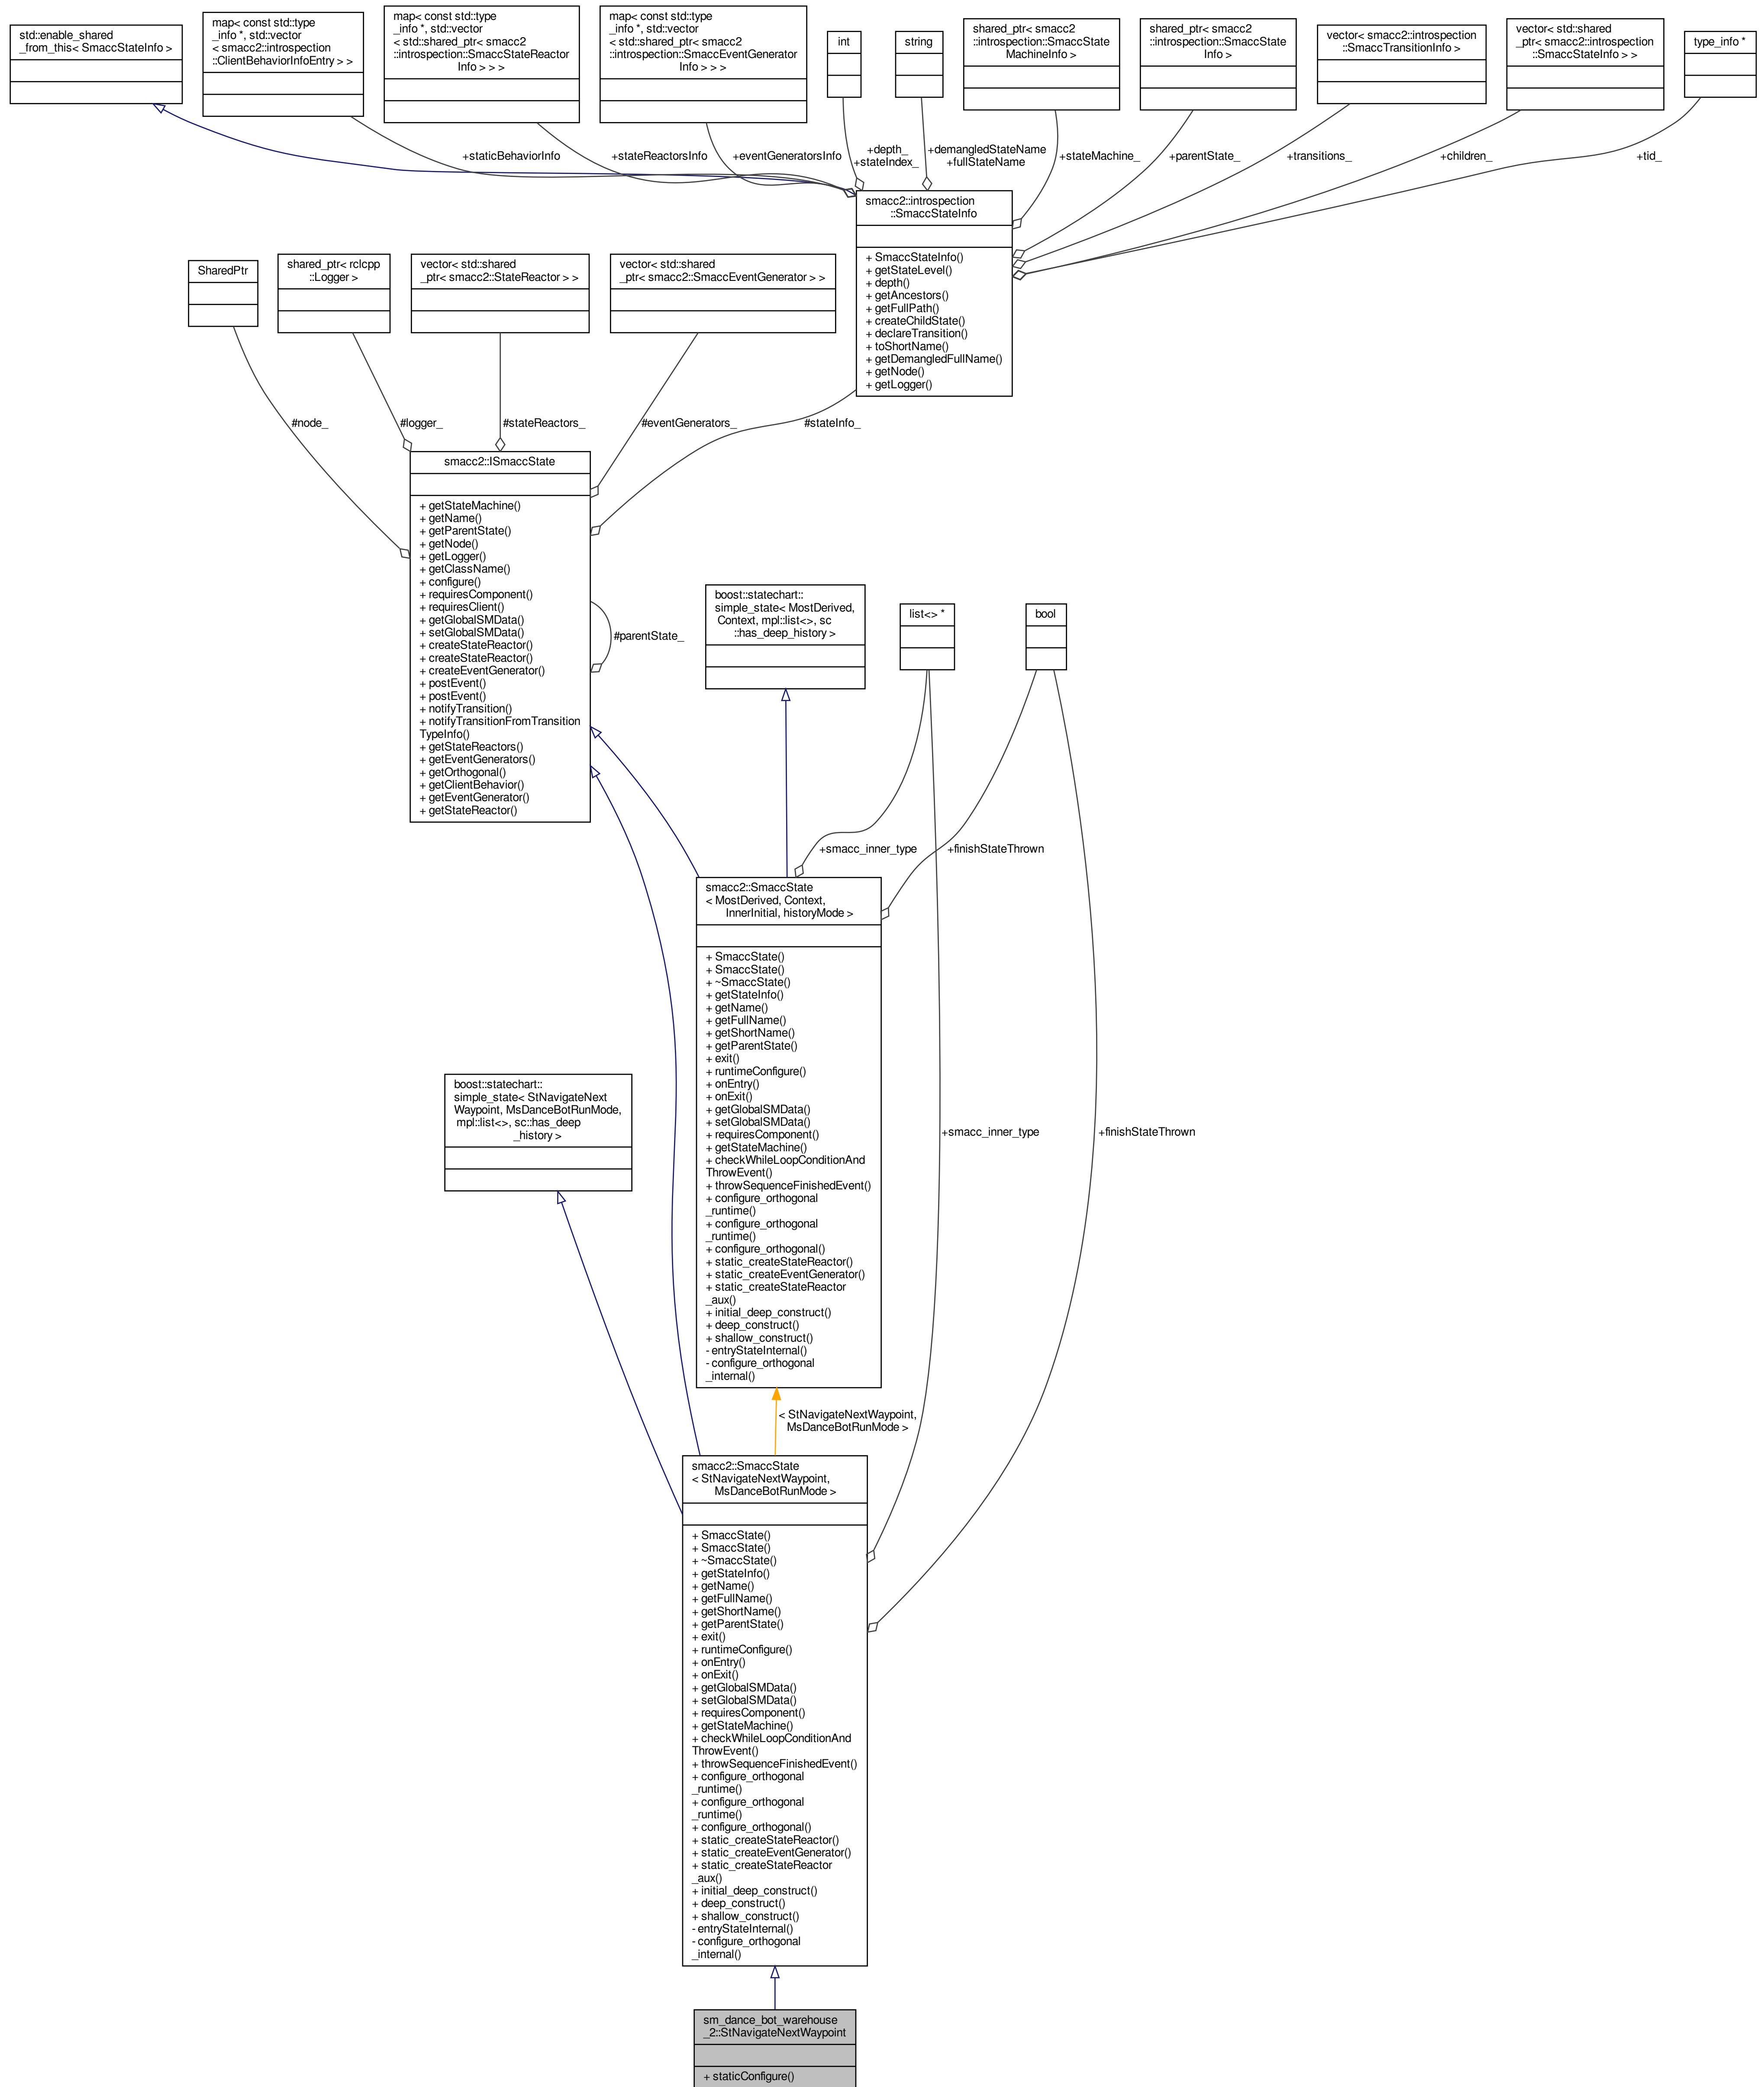 std::enable_shared
_from_this< SmaccStateInfo >
map< const std::type
_info *, std::vector
< smacc2::introspection
::ClientBehaviorInfoEntry > >
map< const std::type
_info *, std::vector
< std::shared_ptr< smacc2
::introspection::SmaccStateReactor
Info > > >
map< const std::type
_info *, std::vector
< std::shared_ptr< smacc2
::introspection::SmaccEventGenerator
Info > > >
int
string
shared_ptr< smacc2
::introspection::SmaccState
MachineInfo >
shared_ptr< smacc2
::introspection::SmaccState
Info >
vector< smacc2::introspection
::SmaccTransitionInfo >
vector< std::shared
_ptr< smacc2::introspection
::SmaccStateInfo > >
type_info *
+staticBehaviorInfo
+stateReactorsInfo
+eventGeneratorsInfo
+depth_
+stateIndex_
+demangledStateName
+fullStateName
+stateMachine_
+parentState_
+transitions_
+children_
+tid_
smacc2::introspection
::SmaccStateInfo
+ SmaccStateInfo()
+ getStateLevel()
+ depth()
+ getAncestors()
+ getFullPath()
+ createChildState()
+ declareTransition()
+ toShortName()
+ getDemangledFullName()
+ getNode()
+ getLogger()
SharedPtr
shared_ptr< rclcpp
::Logger >
vector< std::shared
_ptr< smacc2::StateReactor > >
vector< std::shared
_ptr< smacc2::SmaccEventGenerator > >
#node_
#logger_
#stateReactors_
#eventGenerators_
#stateInfo_
smacc2::ISmaccState
+ getStateMachine()
+ getName()
+ getParentState()
+ getNode()
+ getLogger()
+ getClassName()
+ configure()
+ requiresComponent()
+ requiresClient()
+ getGlobalSMData()
+ setGlobalSMData()
+ createStateReactor()
+ createStateReactor()
+ createEventGenerator()
+ postEvent()
+ postEvent()
+ notifyTransition()
+ notifyTransitionFromTransition
TypeInfo()
+ getStateReactors()
+ getEventGenerators()
+ getOrthogonal()
+ getClientBehavior()
+ getEventGenerator()
+ getStateReactor()
#parentState_
boost::statechart::
simple_state< MostDerived,
Context, mpl::list<>, sc
::has_deep_history >
list<> *
bool
+smacc_inner_type
+finishStateThrown
smacc2::SmaccState
< MostDerived, Context,
InnerInitial, historyMode >
+ SmaccState()
+ SmaccState()
+ ~SmaccState()
+ getStateInfo()
+ getName()
+ getFullName()
+ getShortName()
+ getParentState()
+ exit()
+ runtimeConfigure()
+ onEntry()
+ onExit()
+ getGlobalSMData()
+ setGlobalSMData()
+ requiresComponent()
+ getStateMachine()
+ checkWhileLoopConditionAnd
ThrowEvent()
+ throwSequenceFinishedEvent()
+ configure_orthogonal
_runtime()
+ configure_orthogonal
_runtime()
+ configure_orthogonal()
+ static_createStateReactor()
+ static_createEventGenerator()
+ static_createStateReactor
_aux()
+ initial_deep_construct()
+ deep_construct()
+ shallow_construct()
- entryStateInternal()
- configure_orthogonal
_internal()
boost::statechart::
simple_state< StNavigateNext
Waypoint, MsDanceBotRunMode,
mpl::list<>, sc::has_deep
_history >
+smacc_inner_type
+finishStateThrown
< StNavigateNextWaypoint,
MsDanceBotRunMode >
smacc2::SmaccState
< StNavigateNextWaypoint,
MsDanceBotRunMode >
+ SmaccState()
+ SmaccState()
+ ~SmaccState()
+ getStateInfo()
+ getName()
+ getFullName()
+ getShortName()
+ getParentState()
+ exit()
+ runtimeConfigure()
+ onEntry()
+ onExit()
+ getGlobalSMData()
+ setGlobalSMData()
+ requiresComponent()
+ getStateMachine()
+ checkWhileLoopConditionAnd
ThrowEvent()
+ throwSequenceFinishedEvent()
+ configure_orthogonal
_runtime()
+ configure_orthogonal
_runtime()
+ configure_orthogonal()
+ static_createStateReactor()
+ static_createEventGenerator()
+ static_createStateReactor
_aux()
+ initial_deep_construct()
+ deep_construct()
+ shallow_construct()
- entryStateInternal()
- configure_orthogonal
_internal()
sm_dance_bot_warehouse
_2::StNavigateNextWaypoint
+ staticConfigure()